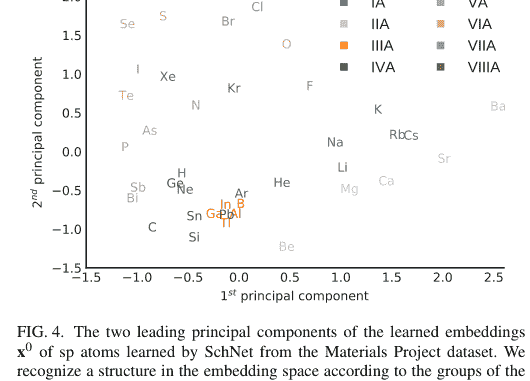 Cl
S
Br
Se
O
I
Xe
Kr
F
Te
N
K
Ba
As
Na
Rb
Cs
P
Sr
Li
H
Ca
Ge
He
Mg
Ne
Sb
Ar
Bi
In
B
Ga
Pb
Al
Sn
Tl
C
Si
Be
IA
VA
IIA
VIA
IIIA
VIIA
IVA
VIIIA
1.5
1.0
0.5
0.0
−0.5
−1.0
−1.5
2nd principal component
−1.5 −1.0 −0.5 0.0 0.5 1.0 1.5 2.0 2.5
1st principal component
FIG. 4. The two leading principal components of the learned embeddings
x0 of sp atoms learned by SchNet from the Materials Project dataset. We
recognize a structure in the embedding space according to the groups of the